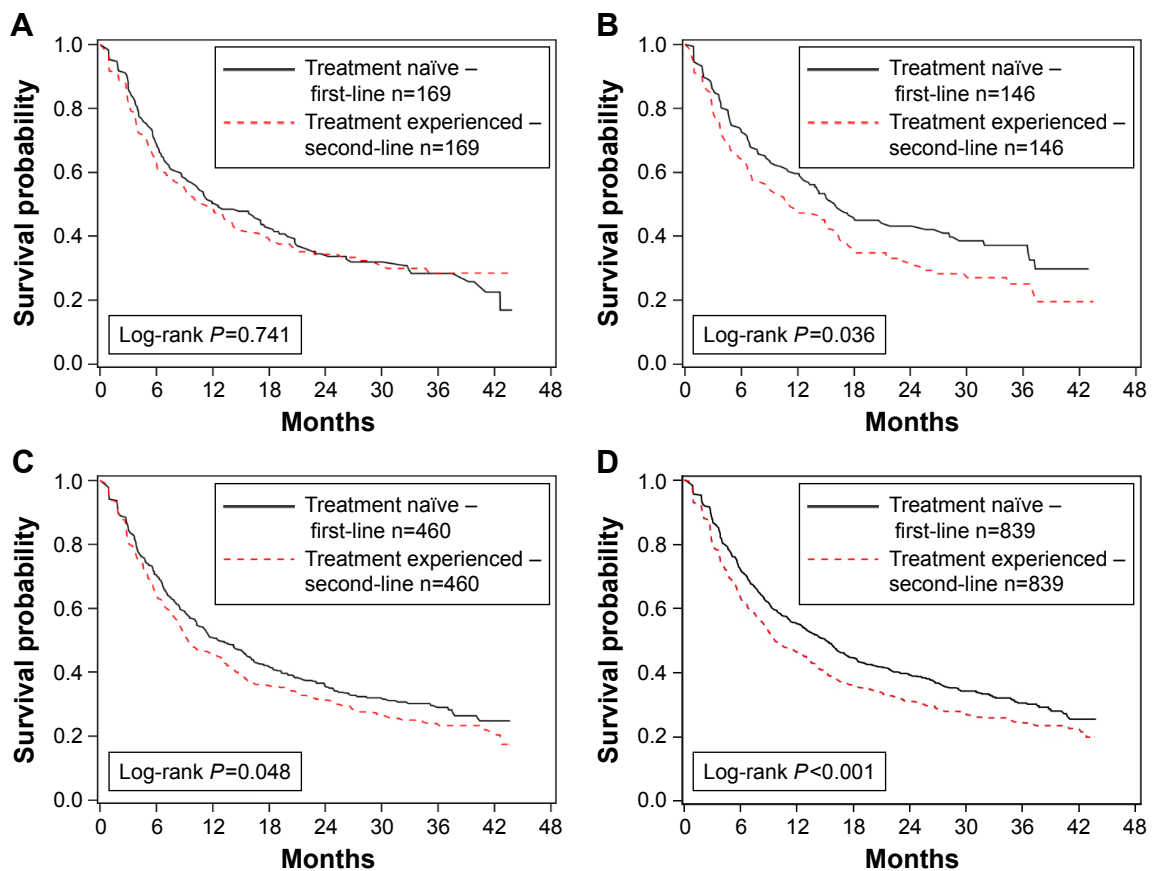 A
Survival probability
1.0
0.8
0.6
0.4
0.2
0.0
Treatment naïve –
first-line n=169
Treatment experienced –
second-line n=169
Log-rank P=0.741
0 6 12 18 24 30 36 42 48
Months
B
Survival probability
1.0
0.8
0.6
0.4
0.2
0.0
Treatment naïve –
first-line n=146
Treatment experienced –
second-line n=146
Log-rank P=0.036
0 6 12 18 24 30 36 42 48
Months
C
Survival probability
1.0
0.8
0.6
0.4
0.2
0.0
Treatment naïve –
first-line n=460
Treatment experienced –
second-line n=460
Log-rank P=0.048
0 6 12 18 24 30 36 42 48
Months
D
Survival probability
1.0
0.8
0.6
0.4
0.2
0.0
Treatment naïve –
first-line n=839
Treatment experienced –
second-line n=839
Log-rank P<0.001
0 6 12 18 24 30 36 42 48
Months